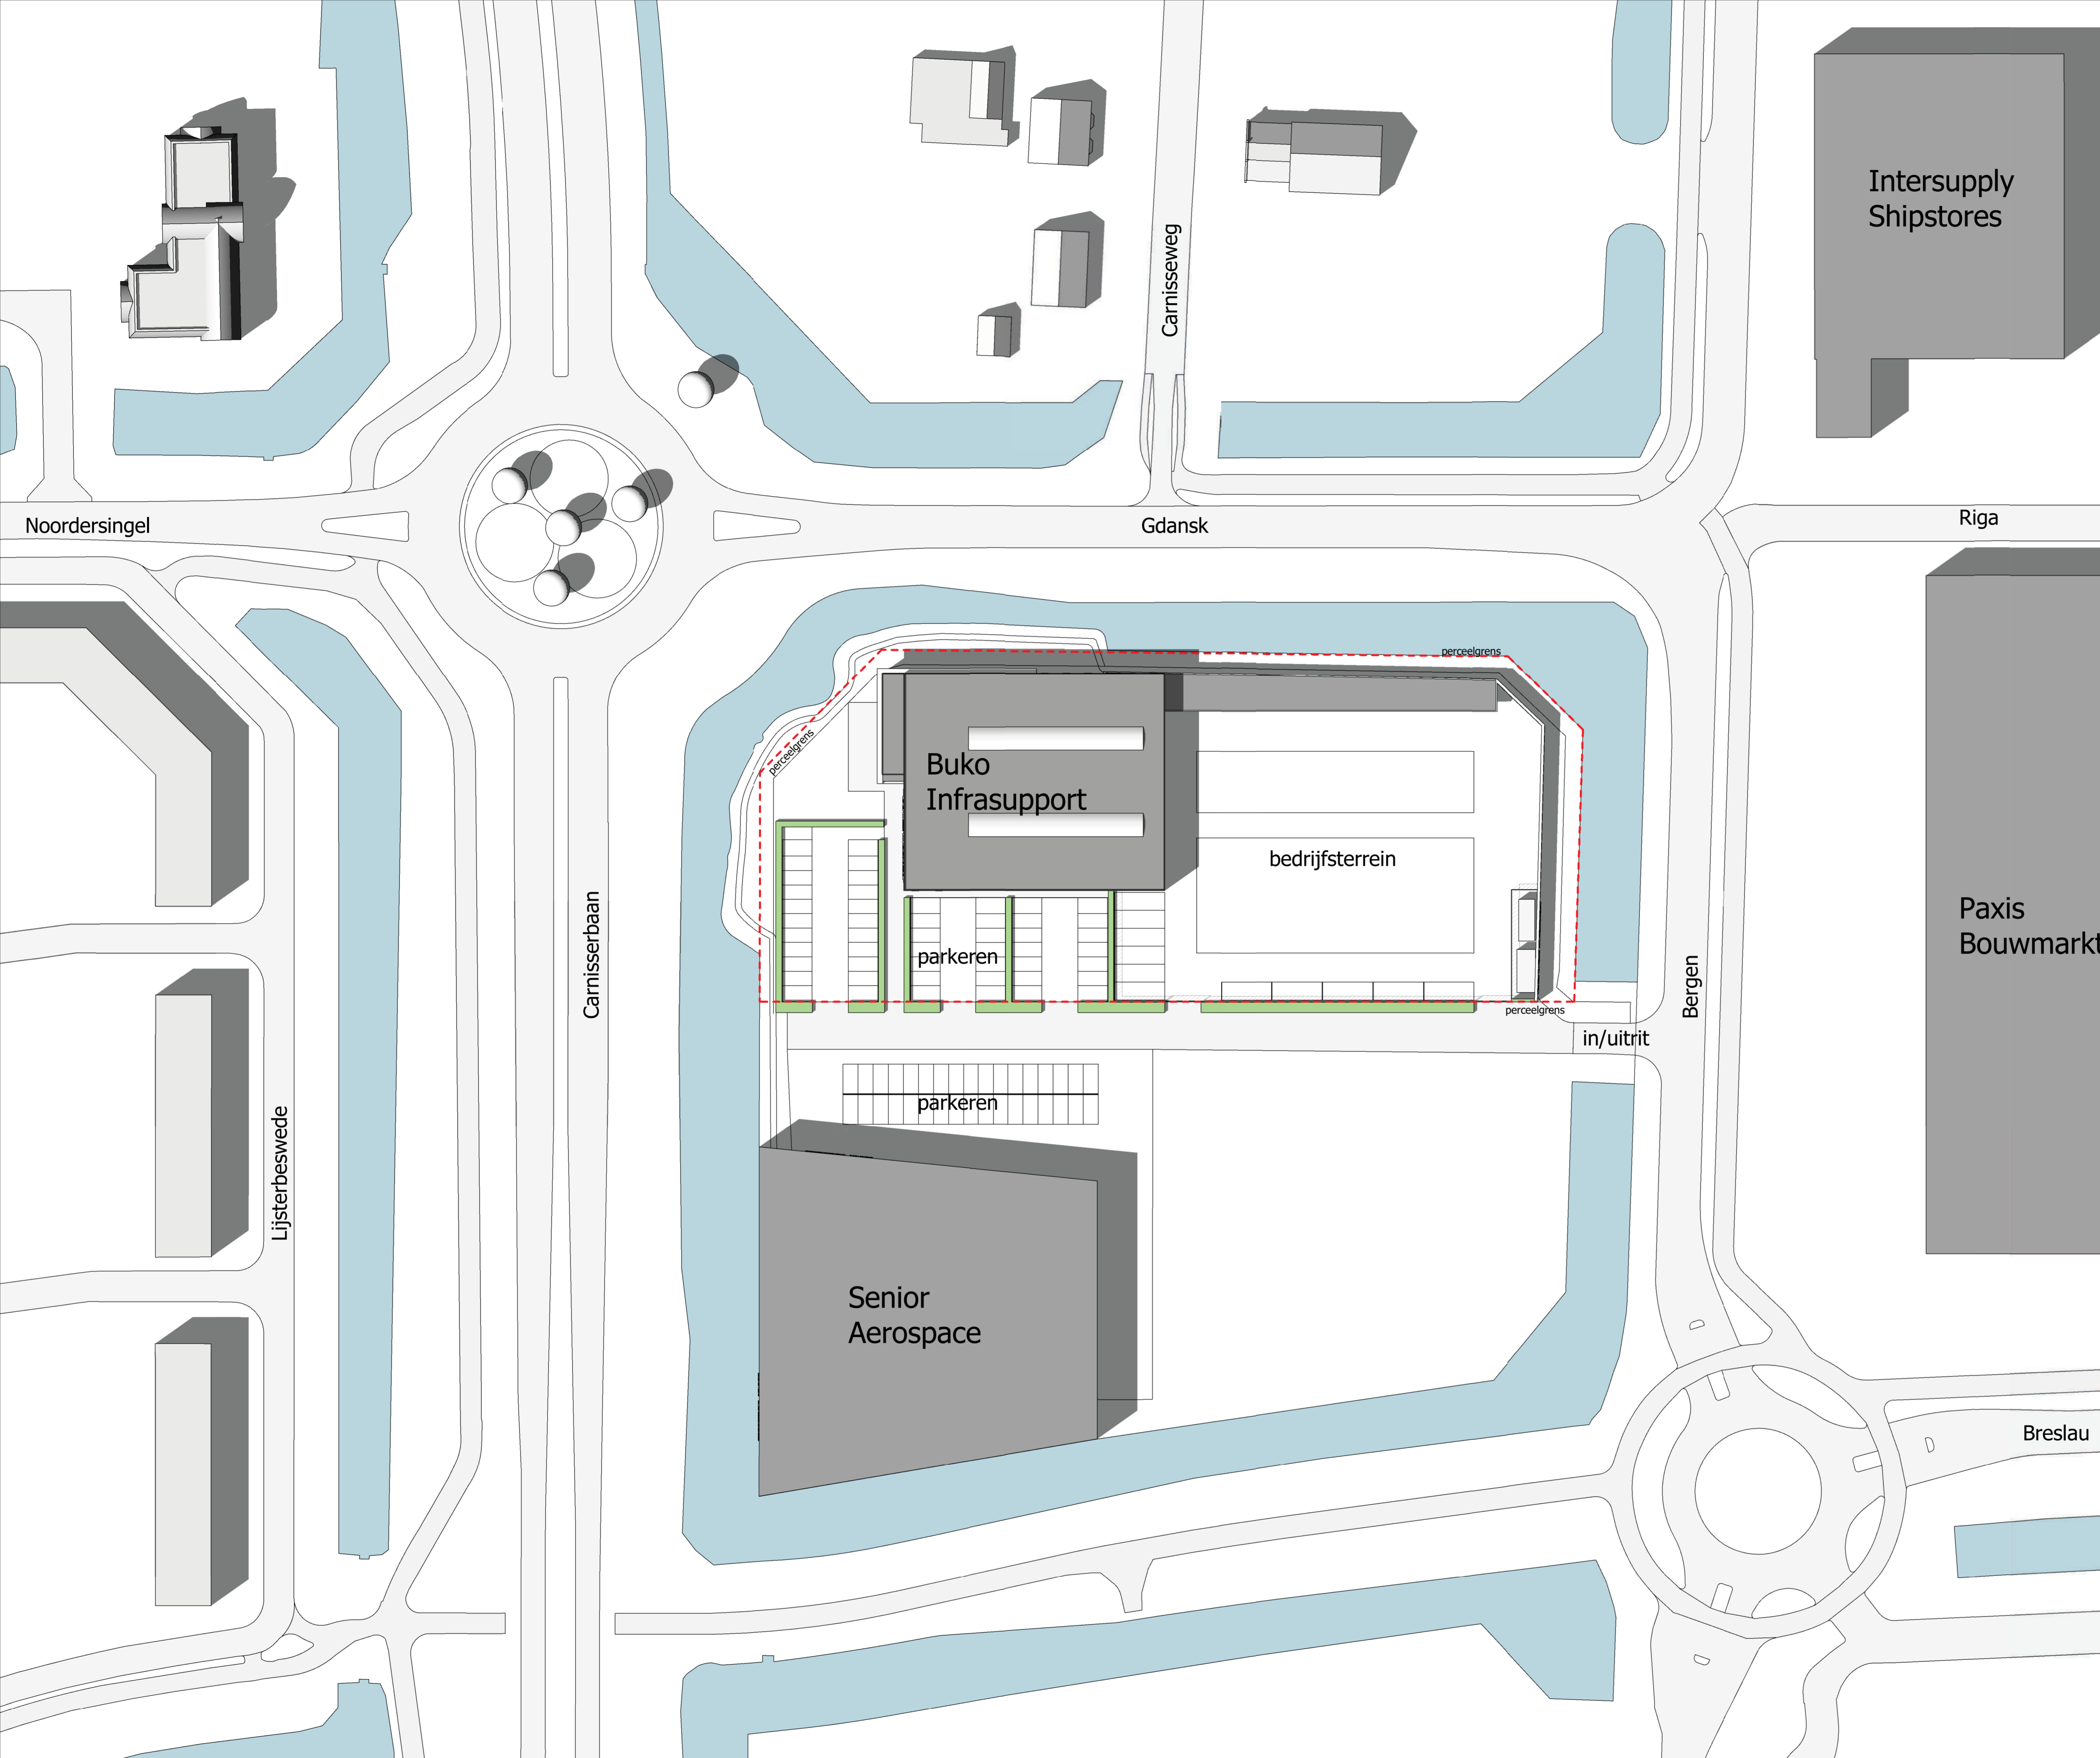 Intersupply
Shipstores
Carnisseweg
Noordersingel
Gdansk
Riga
perceelgrens
perceelgrens
Buko
Infrasupport
bedrijfsterrein
Paxis
Bouwmarkt
parkeren
Carnisserbaan
Bergen
perceelgrens
in/uitrit
parkeren
Lijsterbeswede
Senior
Aerospace
Breslau